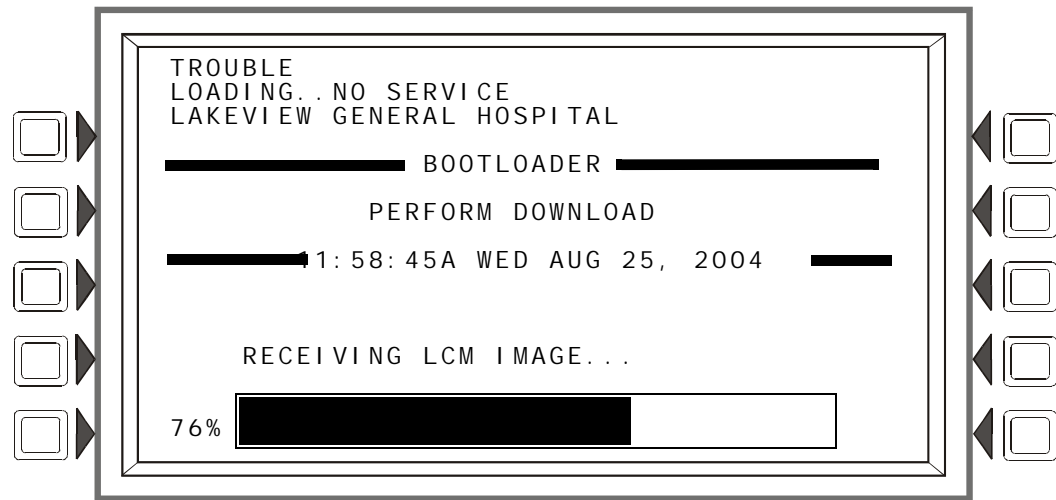 TROUBLE
LOADING..NO SERVICE
LAKEVIEW GENERAL HOSPITAL
BOOTLOADER
PERFORM DOWNLOAD
11:58:45A WED AUG 25, 2004
RECEIVING LCM IMAGE...
76%